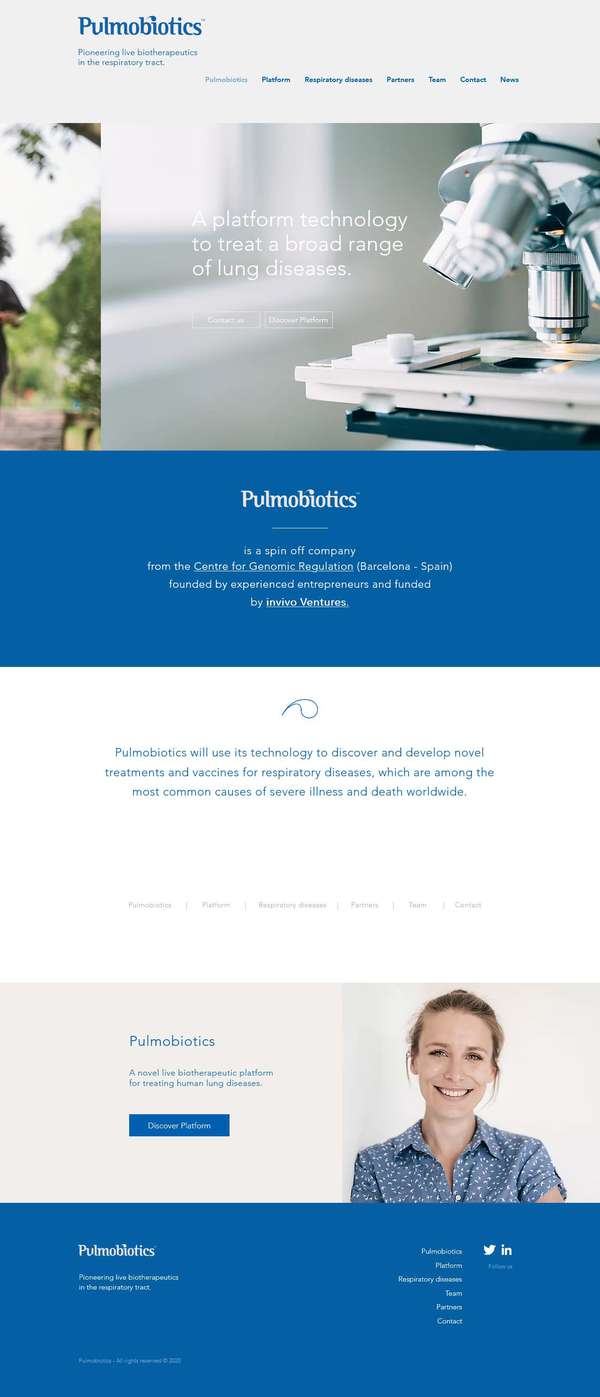 Pulmobiotics™
Pioneering live biotherapeutics
in the respiratory tract.
Pulmobiotics Platform Respiratory diseases Partners Team Contact News
A platform technology
to treat a broad range
of lung diseases.
Contact us Discover Platform
Pulmobiotics™
is a spin off company
from the Centre for Genomic Regulation (Barcelona - Spain)
founded by experienced entrepreneurs and funded
by invivo Ventures.
Pulmobiotics will use its technology to discover and develop novel
treatments and vaccines for respiratory diseases, which are among the
most common causes of severe illness and death worldwide.
Pulmobiotics | Platform | Respiratory diseases | Partners | Team | Contact
Pulmobiotics
A novel live biotherapeutic platform
for treating human lung diseases.
Discover Platform
Pulmobiotics™
Pioneering live biotherapeutics
in the respiratory tract.
Pulmobiotics
Platform
Respiratory diseases
Team
Partners
Contact
Follow us
Pulmobiotics - All rights reserved © 2020